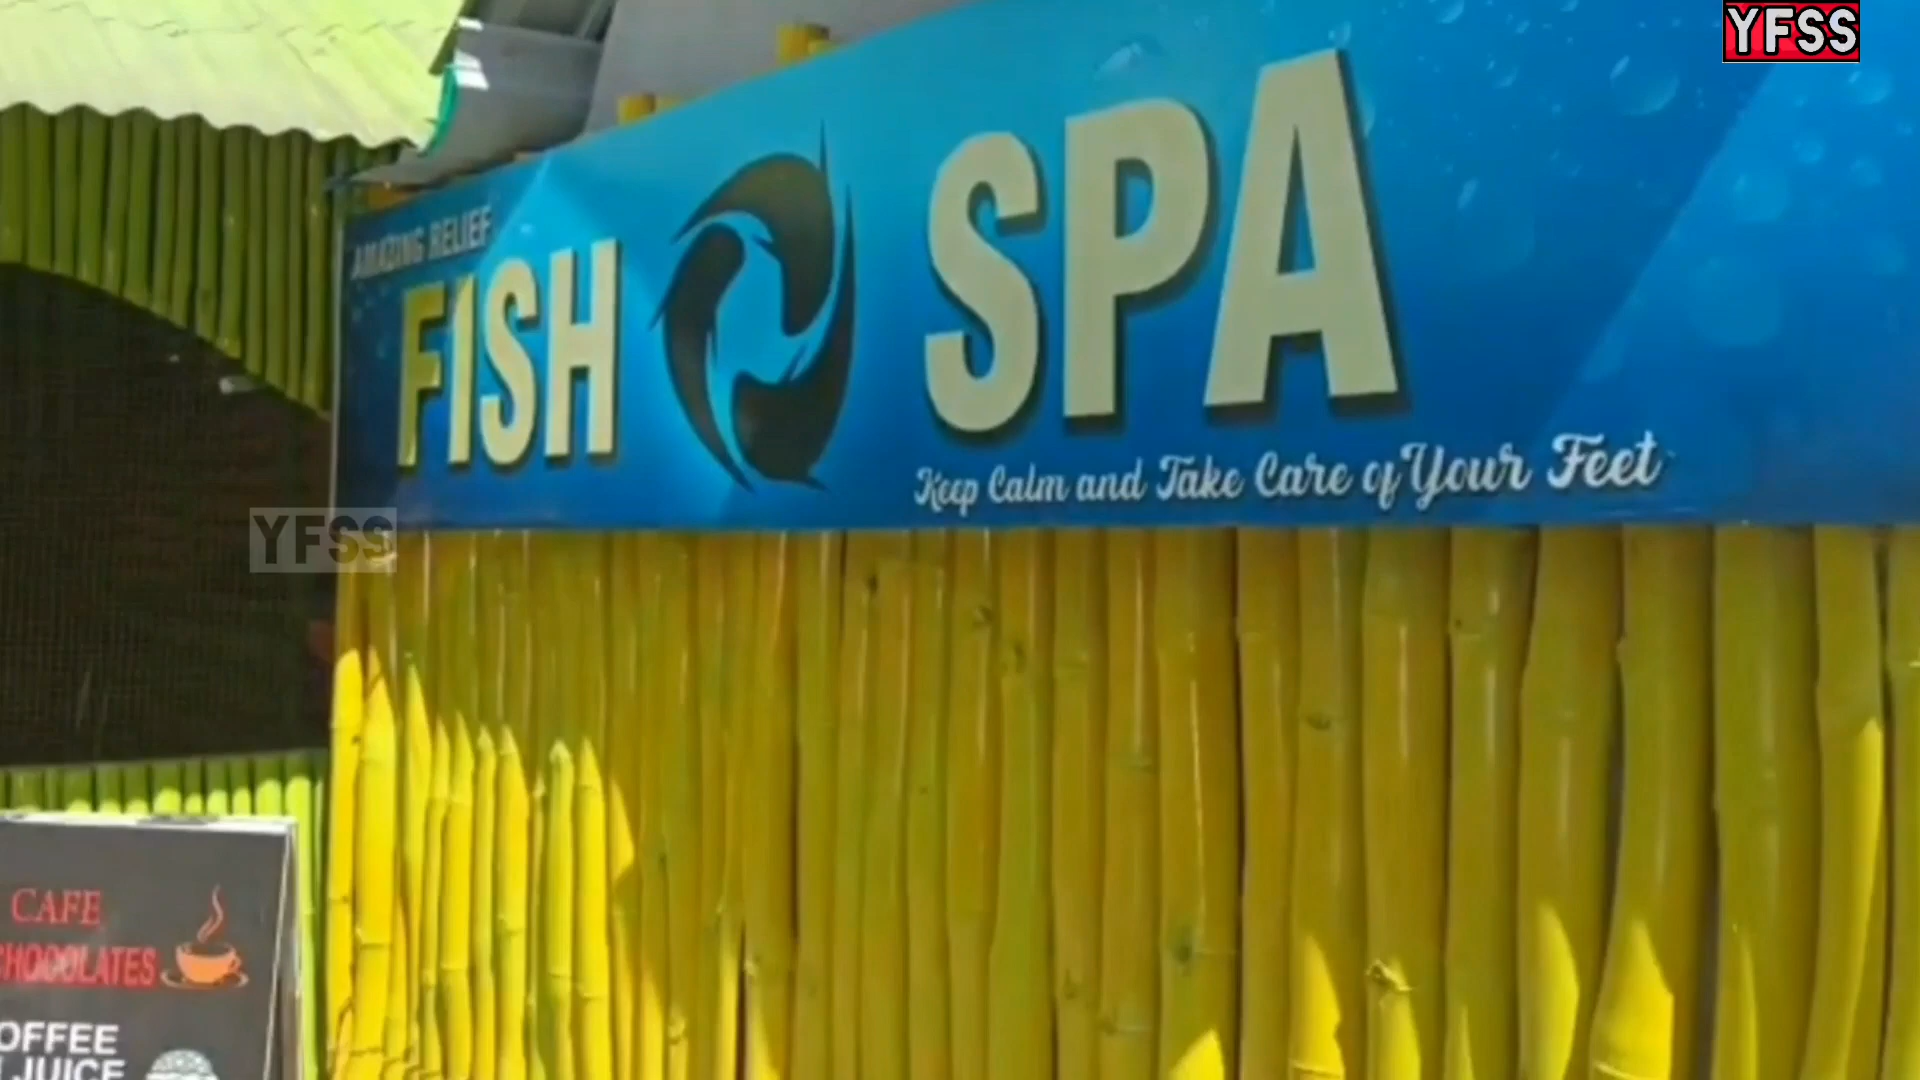 YFSS
AMAZING RELIEF
FISH SPA
Keep Calm and Take Care of Your Feet
YFSS
CAFE
CHOCOLATES
OFFEE
JUICE